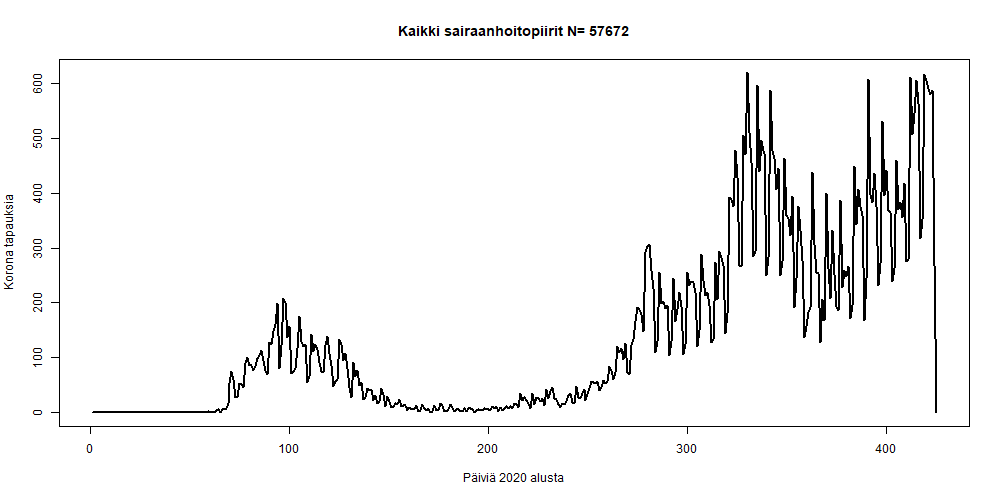 Kaikki sairaanhoitopiirit N= 57672
Korona tapauksia
600
500
400
300
200
100
0
0 100 200 300 400
Päiviä 2020 alusta